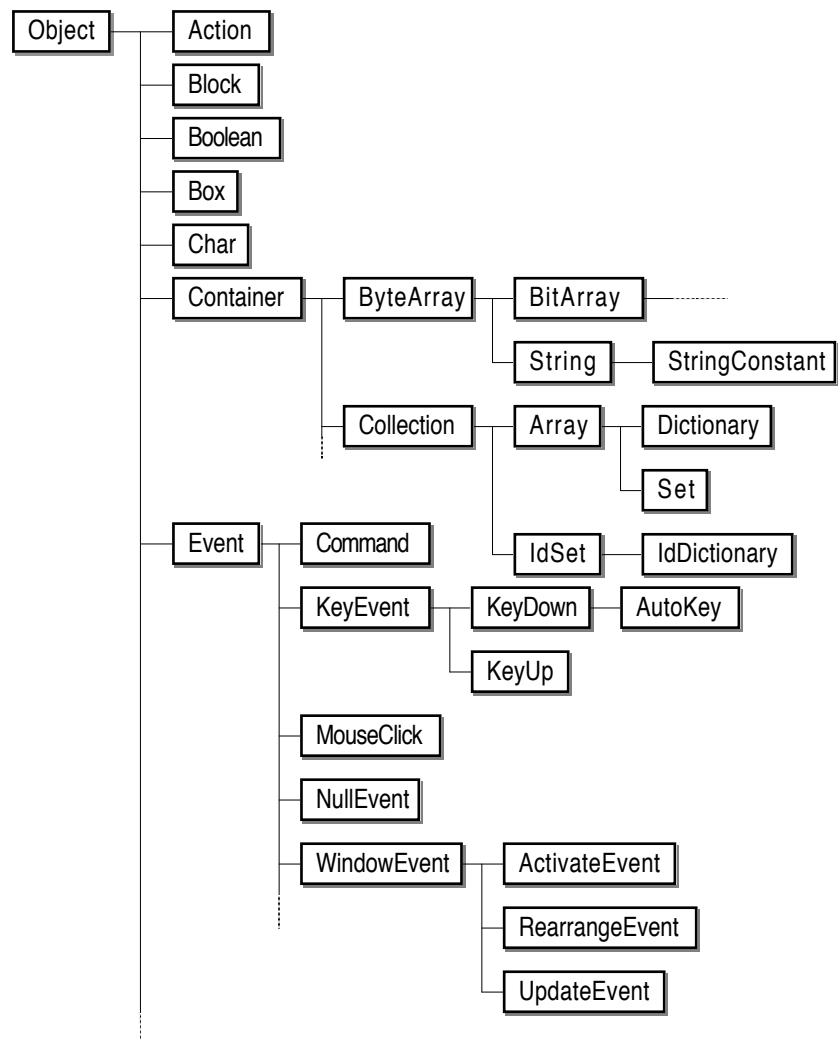 Object Action
Block
Boolean
Box
Char
Container ByteArray BitArray
String StringConstant
Collection Array Dictionary
Set
Event Command IdSet IdDictionary
KeyEvent KeyDown AutoKey
KeyUp
MouseClick
NullEvent
WindowEvent ActivateEvent
RearrangeEvent
UpdateEvent